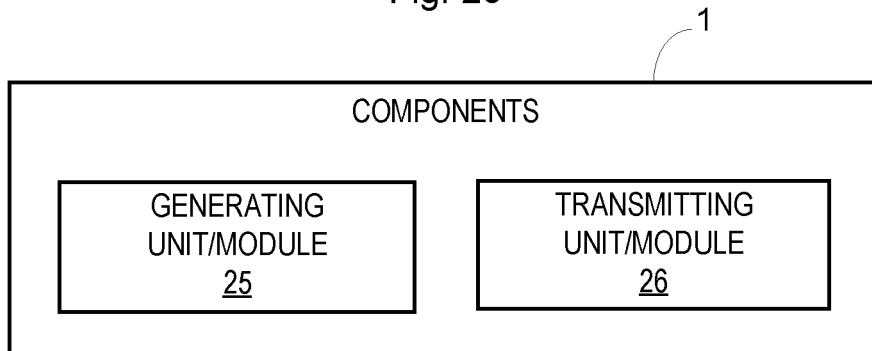 1
COMPONENTS
GENERATING
UNIT/MODULE
25
TRANSMITTING
UNIT/MODULE
26